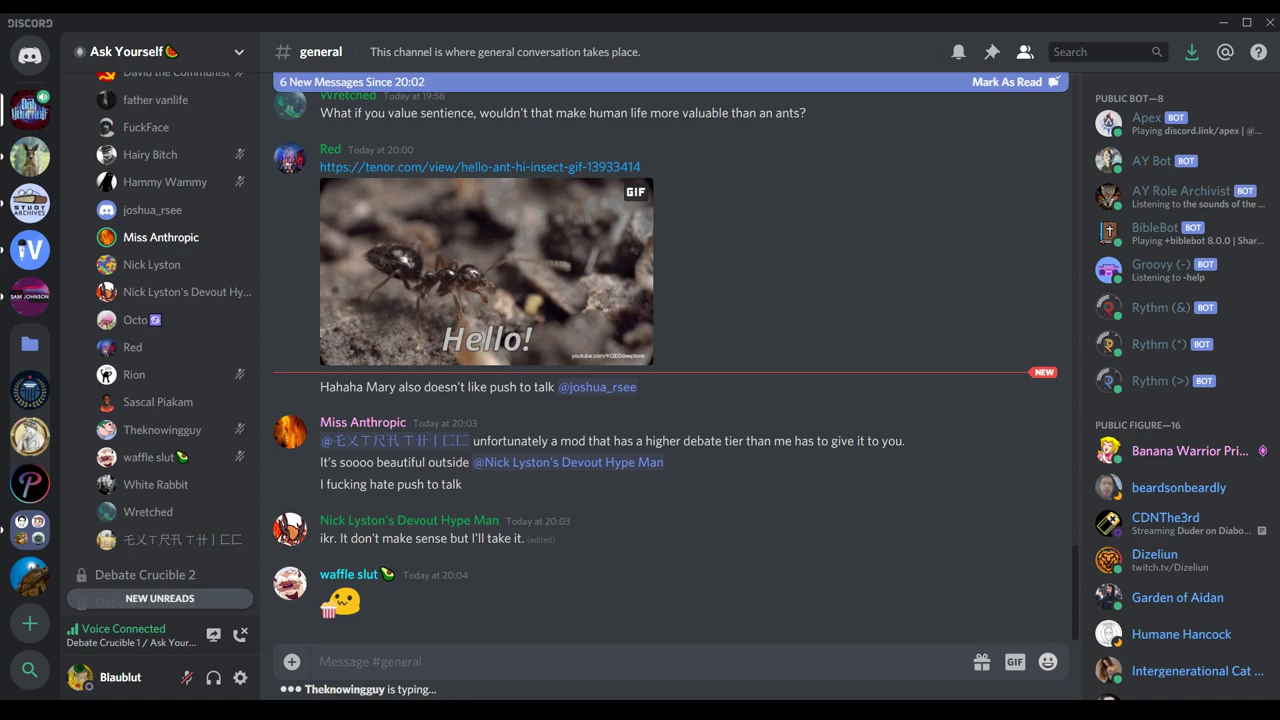 DISCORD
Ask Yourself🍉
David the Communist
father vanlife
FuckFace
Hairy Bitch
Hammy Wammy
joshua_rsee
Miss Anthropic
Nick Lyston
Nick Lyston's Devout Hy...
Octo
Red
Rion
Sascal Piakam
Theknowingguy
waffle slut🥑
White Rabbit
Wretched
Debate Crucible 2
NEW UNREADS
Voice Connected
Debate Crucible 1 / Ask Your...
Blaublut
STUDY
ARCHIVES
V
SAM JOHNSON
# general
This channel is where general conversation takes place.
Search
6 New Messages Since 20:02
Mark As Read
Wretched Today at 19:58
What if you value sentience, wouldn't that make human life more valuable than an ants?
Red Today at 20:00
https://tenor.com/view/hello-ant-hi-insect-gif-13933414
GIF
Hello!
youtube.com/KQEDdeeplook
NEW
Hahaha Mary also doesn't like push to talk @joshua_rsee
Miss Anthropic Today at 20:03
unfortunately a mod that has a higher debate tier than me has to give it to you.
It's soooo beautiful outside @Nick Lyston's Devout Hype Man
I fucking hate push to talk
Nick Lyston's Devout Hype Man Today at 20:03
ikr. It don't make sense but I'll take it. (edited)
waffle slut🥑 Today at 20:04
Message #general
GIF
Theknowingguy is typing...
PUBLIC BOT—8
Apex BOT
Playing discord.link/apex | @...
AY Bot BOT
AY Role Archivist BOT
Listening to the sounds of the ...
BibleBot BOT
Playing +biblebot 8.0.0 | Shar...
Groovy (-) BOT
Listening to -help
Rythm (&) BOT
Rythm (*) BOT
Rythm (>) BOT
PUBLIC FIGURE—16
Banana Warrior Pri...
beardsonbeardly
CDNThe3rd
Streaming Duder on Diabo...
Dizeliun
twitch.tv/Dizeliun
Garden of Aidan
Humane Hancock
Intergenerational Cat ...